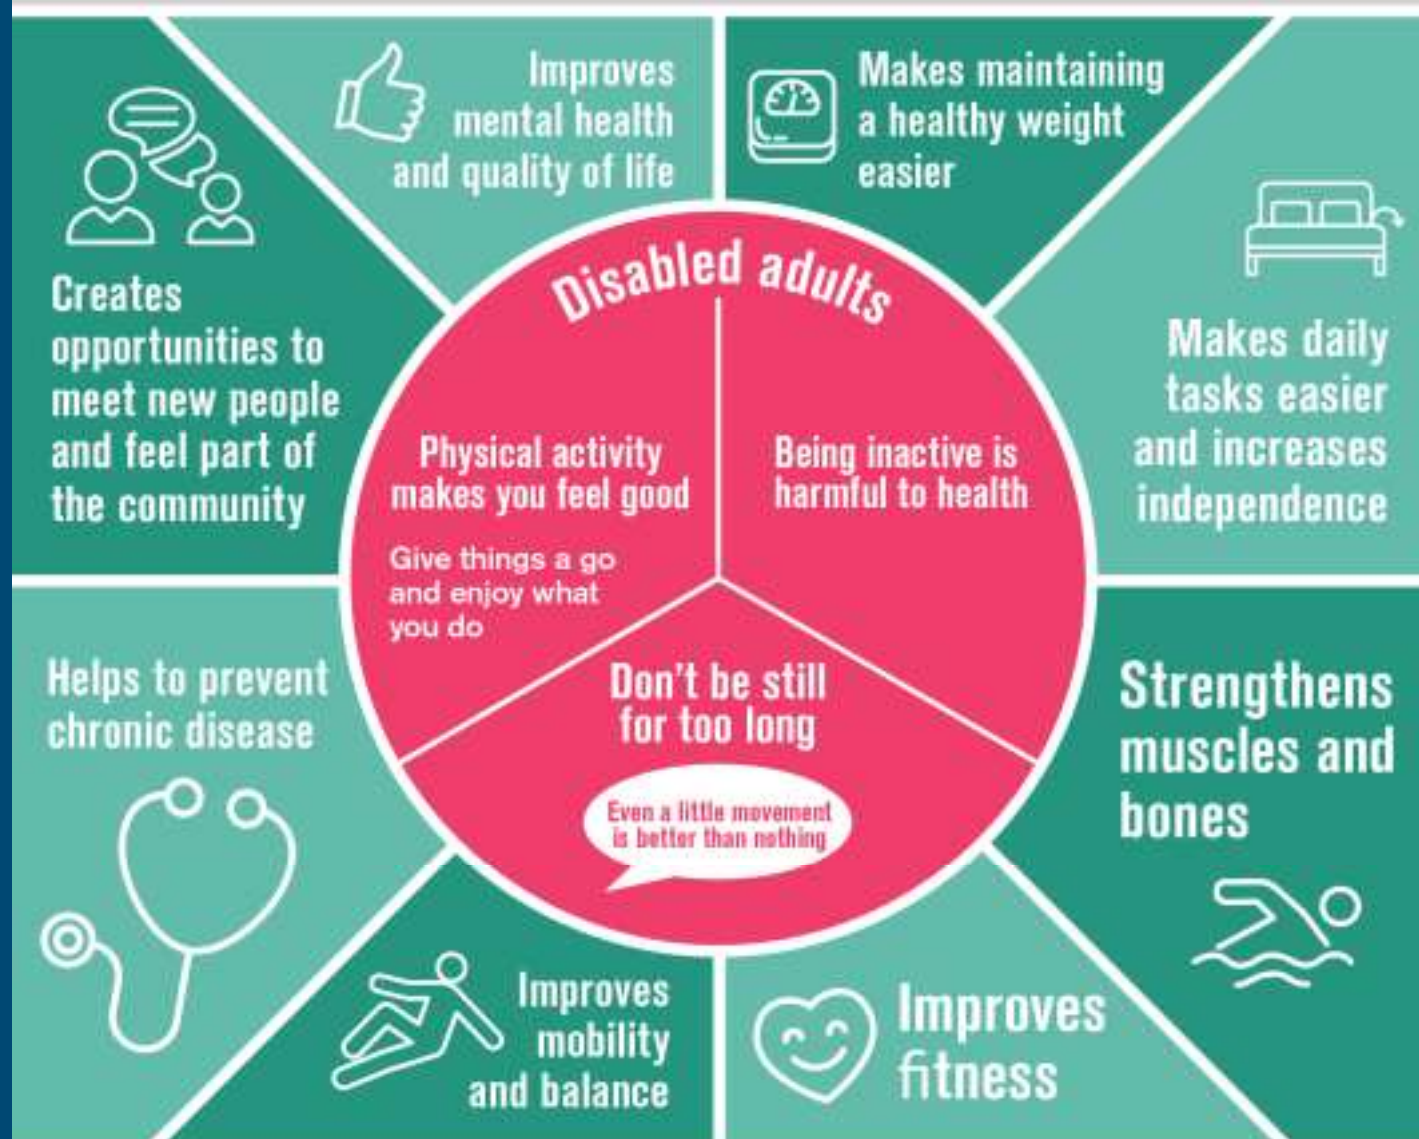 Improves
mental health
and quality of life
Makes maintaining
a healthy weight
easier
Creates
opportunities to
meet new people
and feel part of
the community
Makes daily
tasks easier
and increases
independence
Disabled adults
Physical activity
makes you feel good
Give things a go
and enjoy what
you do
Being inactive is
harmful to health
Don't be still
for too long
Even a little movement
is better than nothing
Helps to prevent
chronic disease
Strengthens
muscles and
bones
Improves
mobility
and balance
Improves
fitness